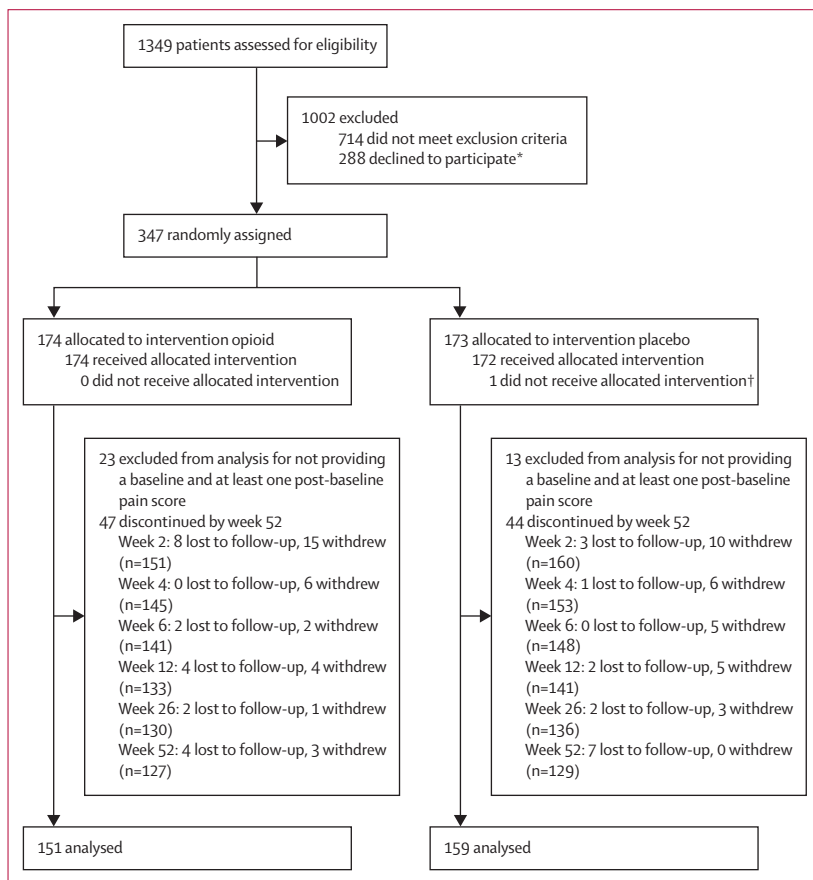 1349 patients assessed for eligibility
1002 excluded
714 did not meet exclusion criteria
288 declined to participate*
347 randomly assigned
174 allocated to intervention opioid
174 received allocated intervention
0 did not receive allocated intervention
173 allocated to intervention placebo
172 received allocated intervention
1 did not receive allocated intervention†
23 excluded from analysis for not providing
a baseline and at least one post-baseline
pain score
47 discontinued by week 52
Week 2: 8 lost to follow-up, 15 withdrew
(n=151)
Week 4: 0 lost to follow-up, 6 withdrew
(n=145)
Week 6: 2 lost to follow-up, 2 withdrew
(n=141)
Week 12: 4 lost to follow-up, 4 withdrew
(n=133)
Week 26: 2 lost to follow-up, 1 withdrew
(n=130)
Week 52: 4 lost to follow-up, 3 withdrew
(n=127)
13 excluded from analysis for not providing
a baseline and at least one post-baseline
pain score
44 discontinued by week 52
Week 2: 3 lost to follow-up, 10 withdrew
(n=160)
Week 4: 1 lost to follow-up, 6 withdrew
(n=153)
Week 6: 0 lost to follow-up, 5 withdrew
(n=148)
Week 12: 2 lost to follow-up, 5 withdrew
(n=141)
Week 26: 2 lost to follow-up, 3 withdrew
(n=136)
Week 52: 7 lost to follow-up, 0 withdrew
(n=129)
151 analysed
159 analysed